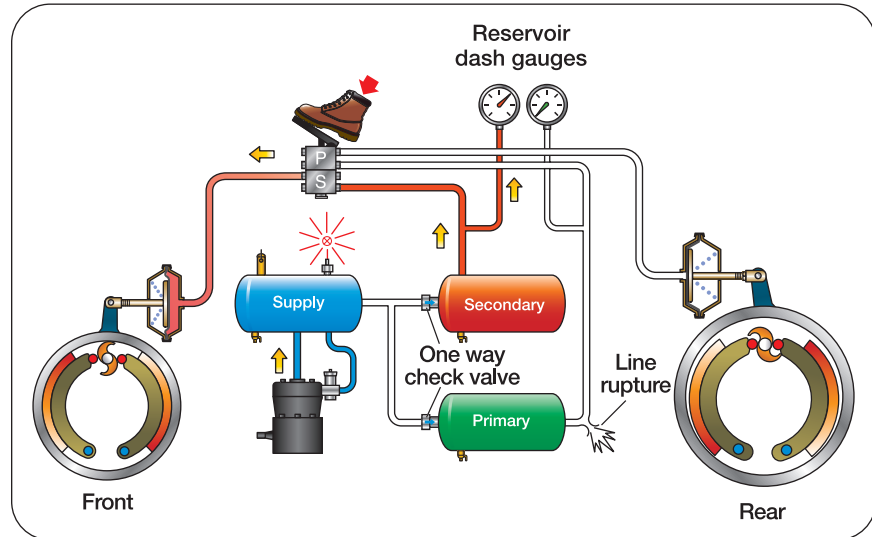 Reservoir
dash gauges
P
S
Supply
Secondary
One way
check valve
Line
rupture
Primary
Front
Rear